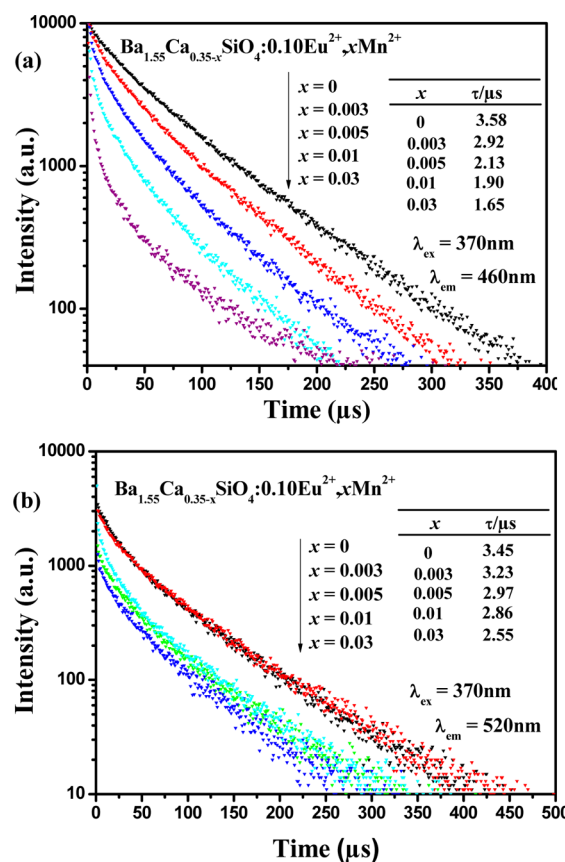 (a)
Ba1.55Ca0.35-xSiO4:0.10Eu2+,xMn2+
x = 0
x = 0.003
x = 0.005
x = 0.01
x = 0.03
x τ/μs
0 3.58
0.003 2.92
0.005 2.13
0.01 1.90
0.03 1.65
λex = 370nm
λem = 460nm
Intensity (a.u.)
1000
100
0 50 100 150 200 250 300 350 400
Time (μs)
(b)
Ba1.55Ca0.35-xSiO4:0.10Eu2+,xMn2+
x = 0
x = 0.003
x = 0.005
x = 0.01
x = 0.03
x τ/μs
0 3.45
0.003 3.23
0.005 2.97
0.01 2.86
0.03 2.55
λex = 370nm
λem = 520nm
Intensity (a.u.)
10000
1000
100
10
0 50 100 150 200 250 300 350 400 450 500
Time (μs)